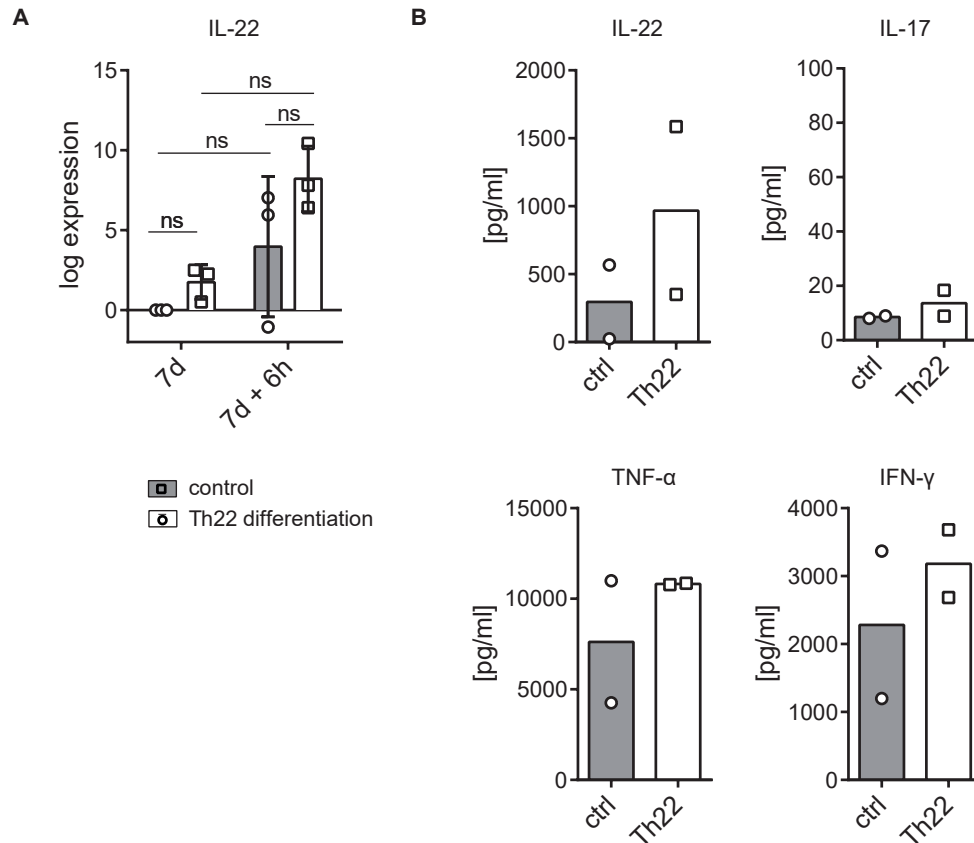 A
IL-22
log expression
15
10
5
0
ns
ns
ns
ns
7d
7d + 6h
control
Th22 differentiation
B
IL-22
[pg/ml]
2000
1500
1000
500
0
ctrl
Th22
IL-17
[pg/ml]
100
80
60
40
20
0
ctrl
Th22
TNF-α
[pg/ml]
15000
10000
5000
0
ctrl
Th22
IFN-γ
[pg/ml]
4000
3000
2000
1000
0
ctrl
Th22